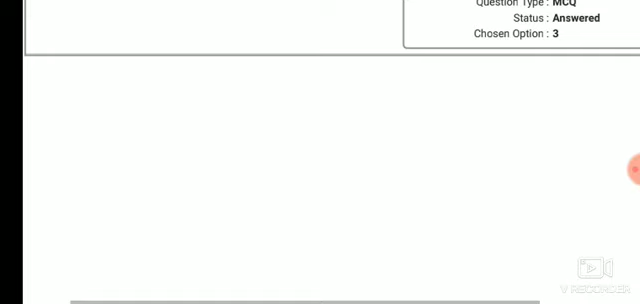 Question Type : MCQ
Status : Answered
Chosen Option : 3
V RECORDER